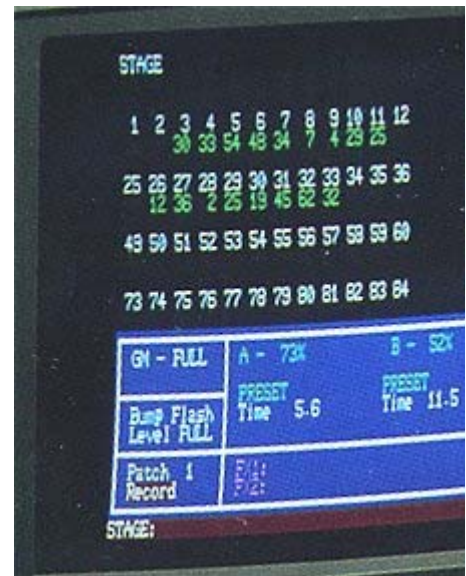 STAGE
1 2 3 4 5 6 7 8 9 10 11 12
30 33 54 48 34 7 4 29 25
25 26 27 28 29 30 31 32 33 34 35 36
12 36 2 25 19 45 62 32
49 50 51 52 53 54 55 56 57 58 59 60
73 74 75 76 77 78 79 80 81 82 83 84
GM - FULL
A - 73% B - 52%
PRESET PRESET
Time 5.6 Time 11.5
Bump Flash
Level FULL
Patch 1
Record
STAGE: